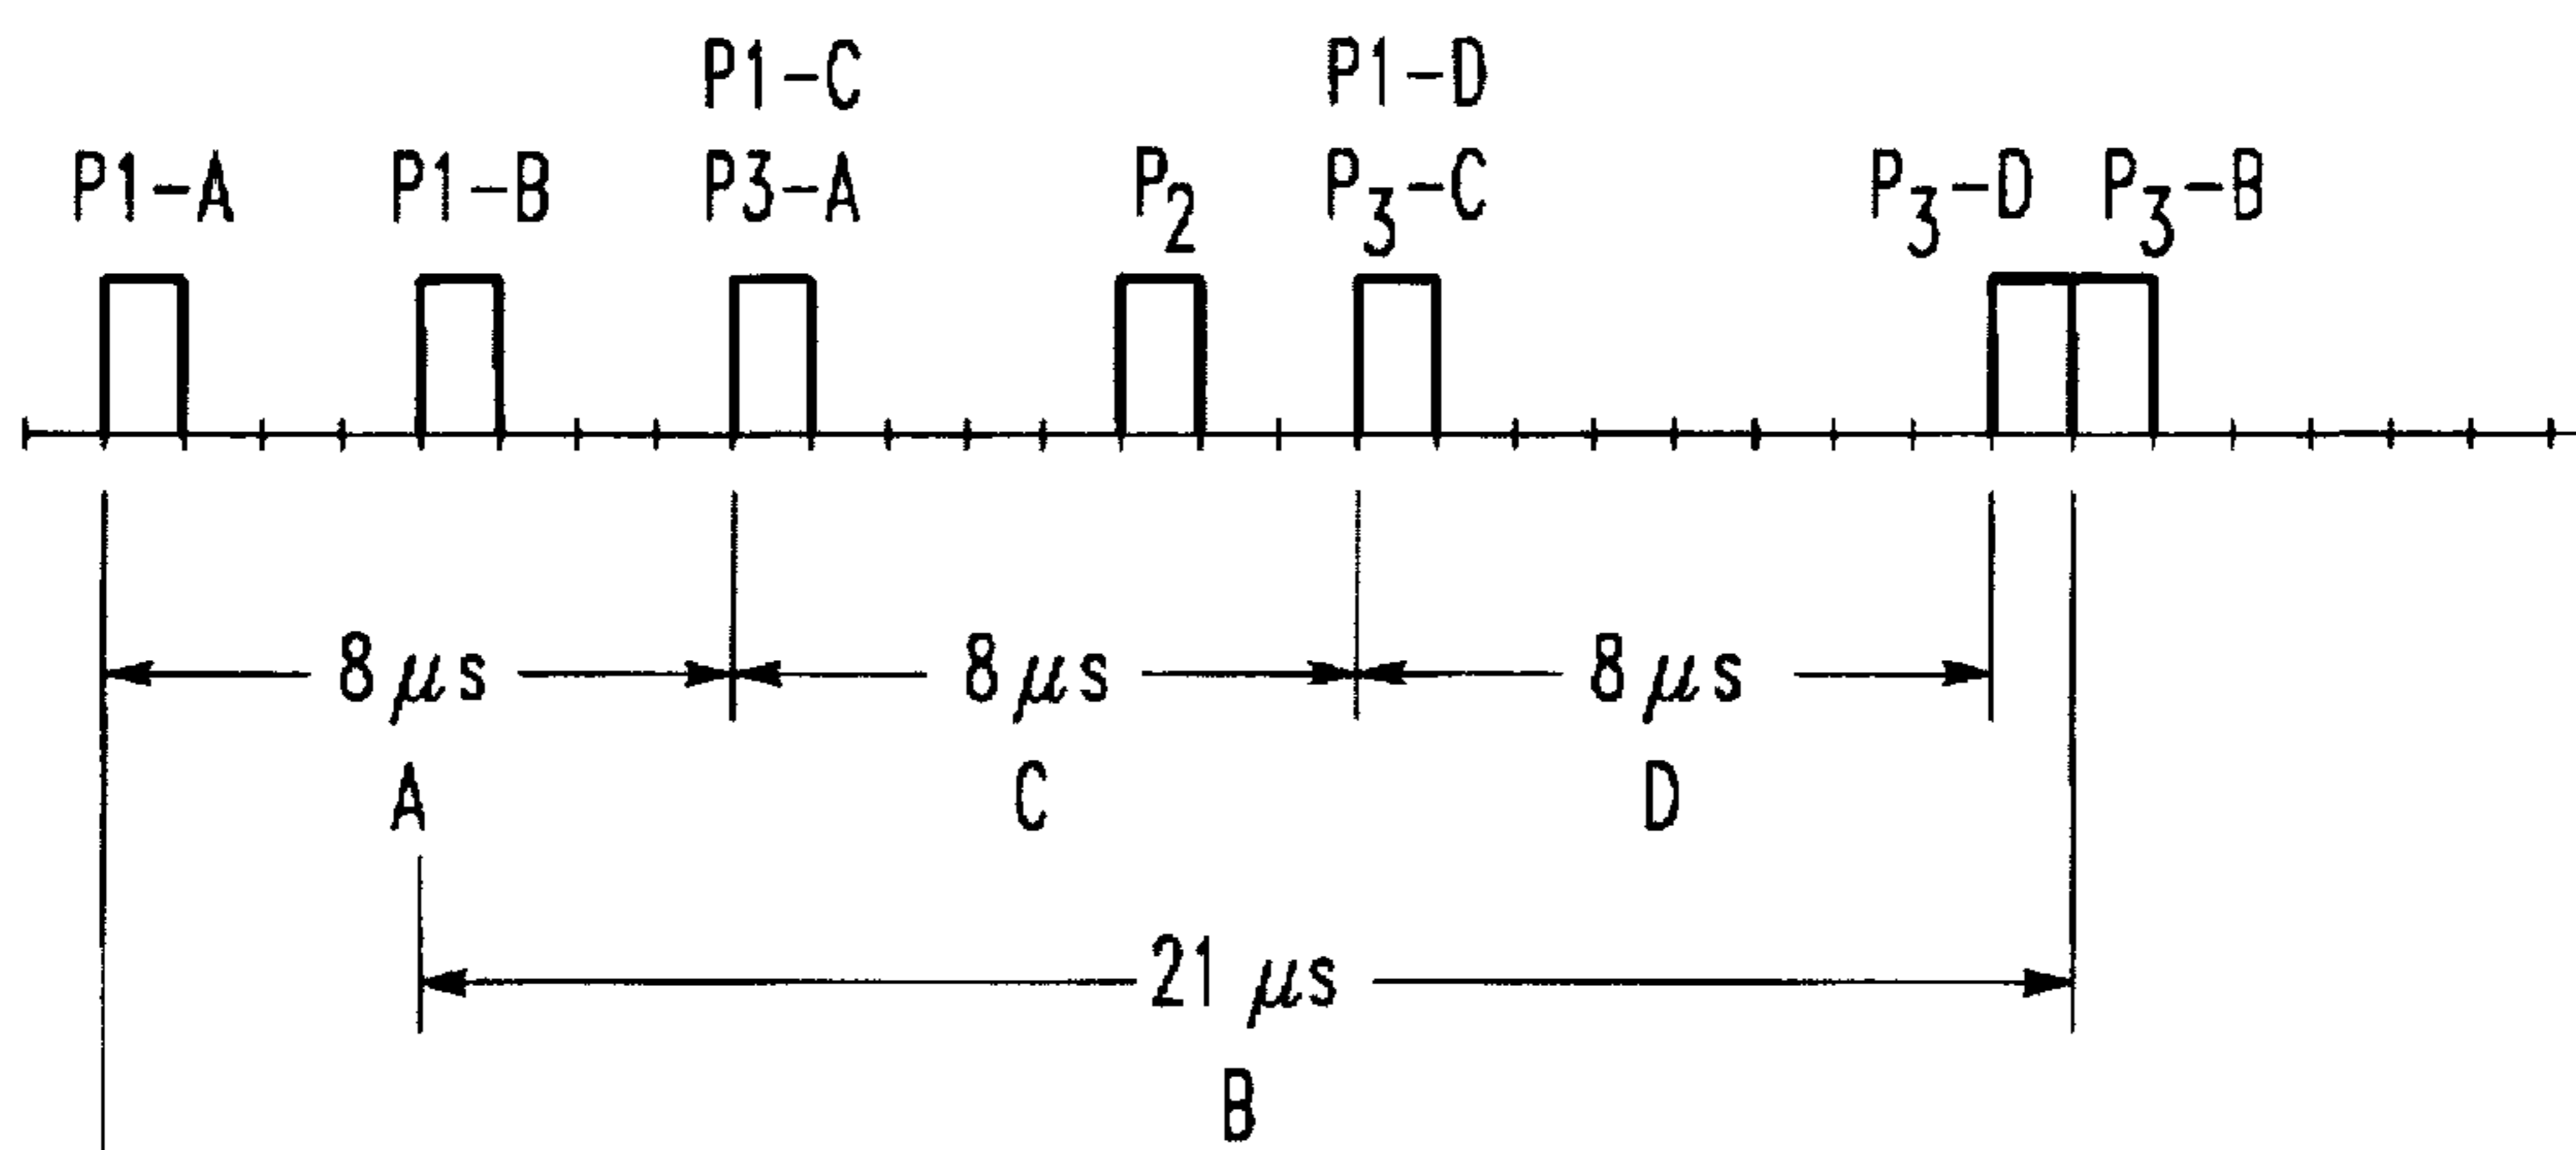 P1-C P1-D
P1-A P1-B P3-A P₂ P₃-C P₃-D P₃-B
8 μs 8 μs 8 μs
A C D
21 μs
B